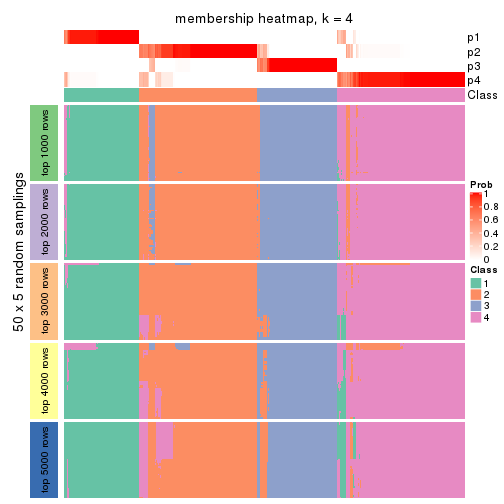 membership heatmap, k = 4
p1
p2
p3
p4
Class
50 x 5 random samplings
top 1000 rows
top 2000 rows
top 3000 rows
top 4000 rows
top 5000 rows
Prob
1
0.8
0.6
0.4
0.2
0
Class
1
2
3
4